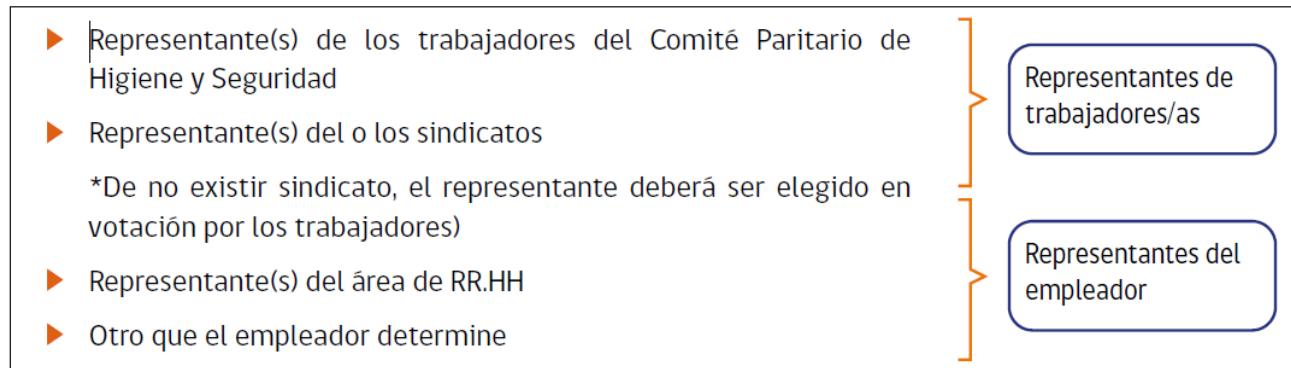 Representante(s) de los trabajadores del Comité Paritario de
Higiene y Seguridad
Representante(s) del o los sindicatos
*De no existir sindicato, el representante deberá ser elegido en
votación por los trabajadores)
Representante(s) del área de RR.HH
Otro que el empleador determine
Representantes de
trabajadores/as
Representantes del
empleador